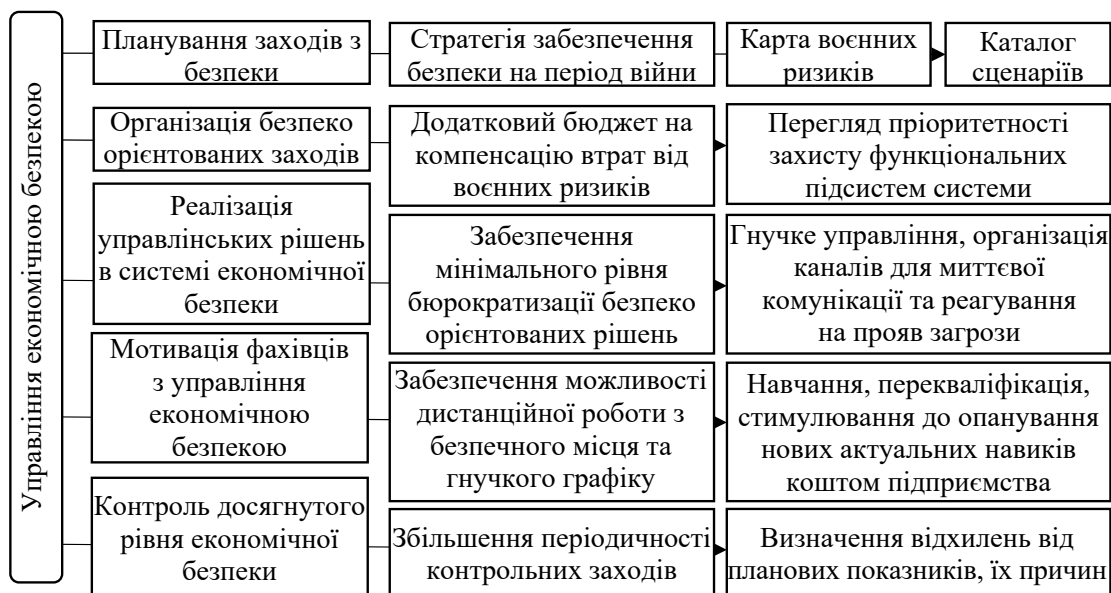 Управління економічною безпекою
Планування заходів з
безпеки
Стратегія забезпечення
безпеки на період війни
Карта воєнних
ризиків
Каталог
сценаріїв
Організація безпеко
орієнтованих заходів
Додатковий бюджет на
компенсацію втрат від
воєнних ризиків
Перегляд пріоритетності
захисту функціональних
підсистем системи
Реалізація
управлінських рішень
в системі економічної
безпеки
Забезпечення
мінімального рівня
бюрократизації безпеко
орієнтованих рішень
Гнучке управління, організація
каналів для миттєвої
комунікації та реагування
на прояв загрози
Мотивація фахівців
з управління
економічною
безпекою
Забезпечення можливості
дистанційної роботи з
безпечного місця та
гнучкого графіку
Навчання, перекваліфікація,
стимулювання до опанування
нових актуальних навиків
коштом підприємства
Контроль досягнутого
рівня економічної
безпеки
Збільшення періодичності
контрольних заходів
Визначення відхилень від
планових показників, їх причин